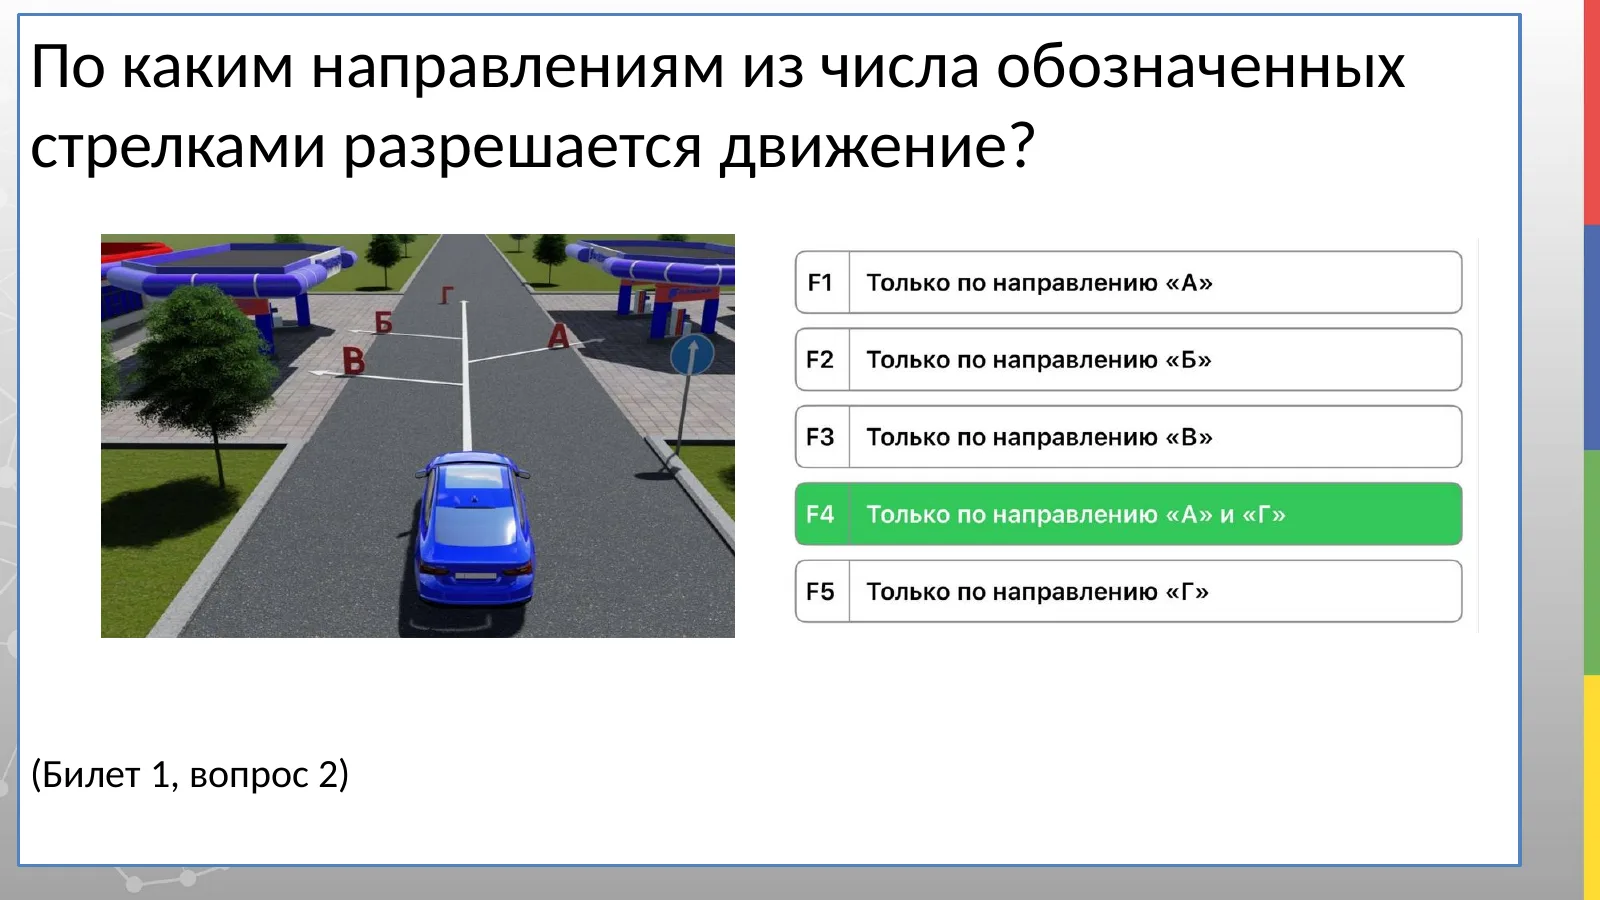 По каким направлениям из числа обозначенных
стрелками разрешается движение?
Г
Б
А
В
F1 Только по направлению «А»
F2 Только по направлению «Б»
F3 Только по направлению «В»
F4 Только по направлению «А» и «Г»
F5 Только по направлению «Г»
(Билет 1, вопрос 2)